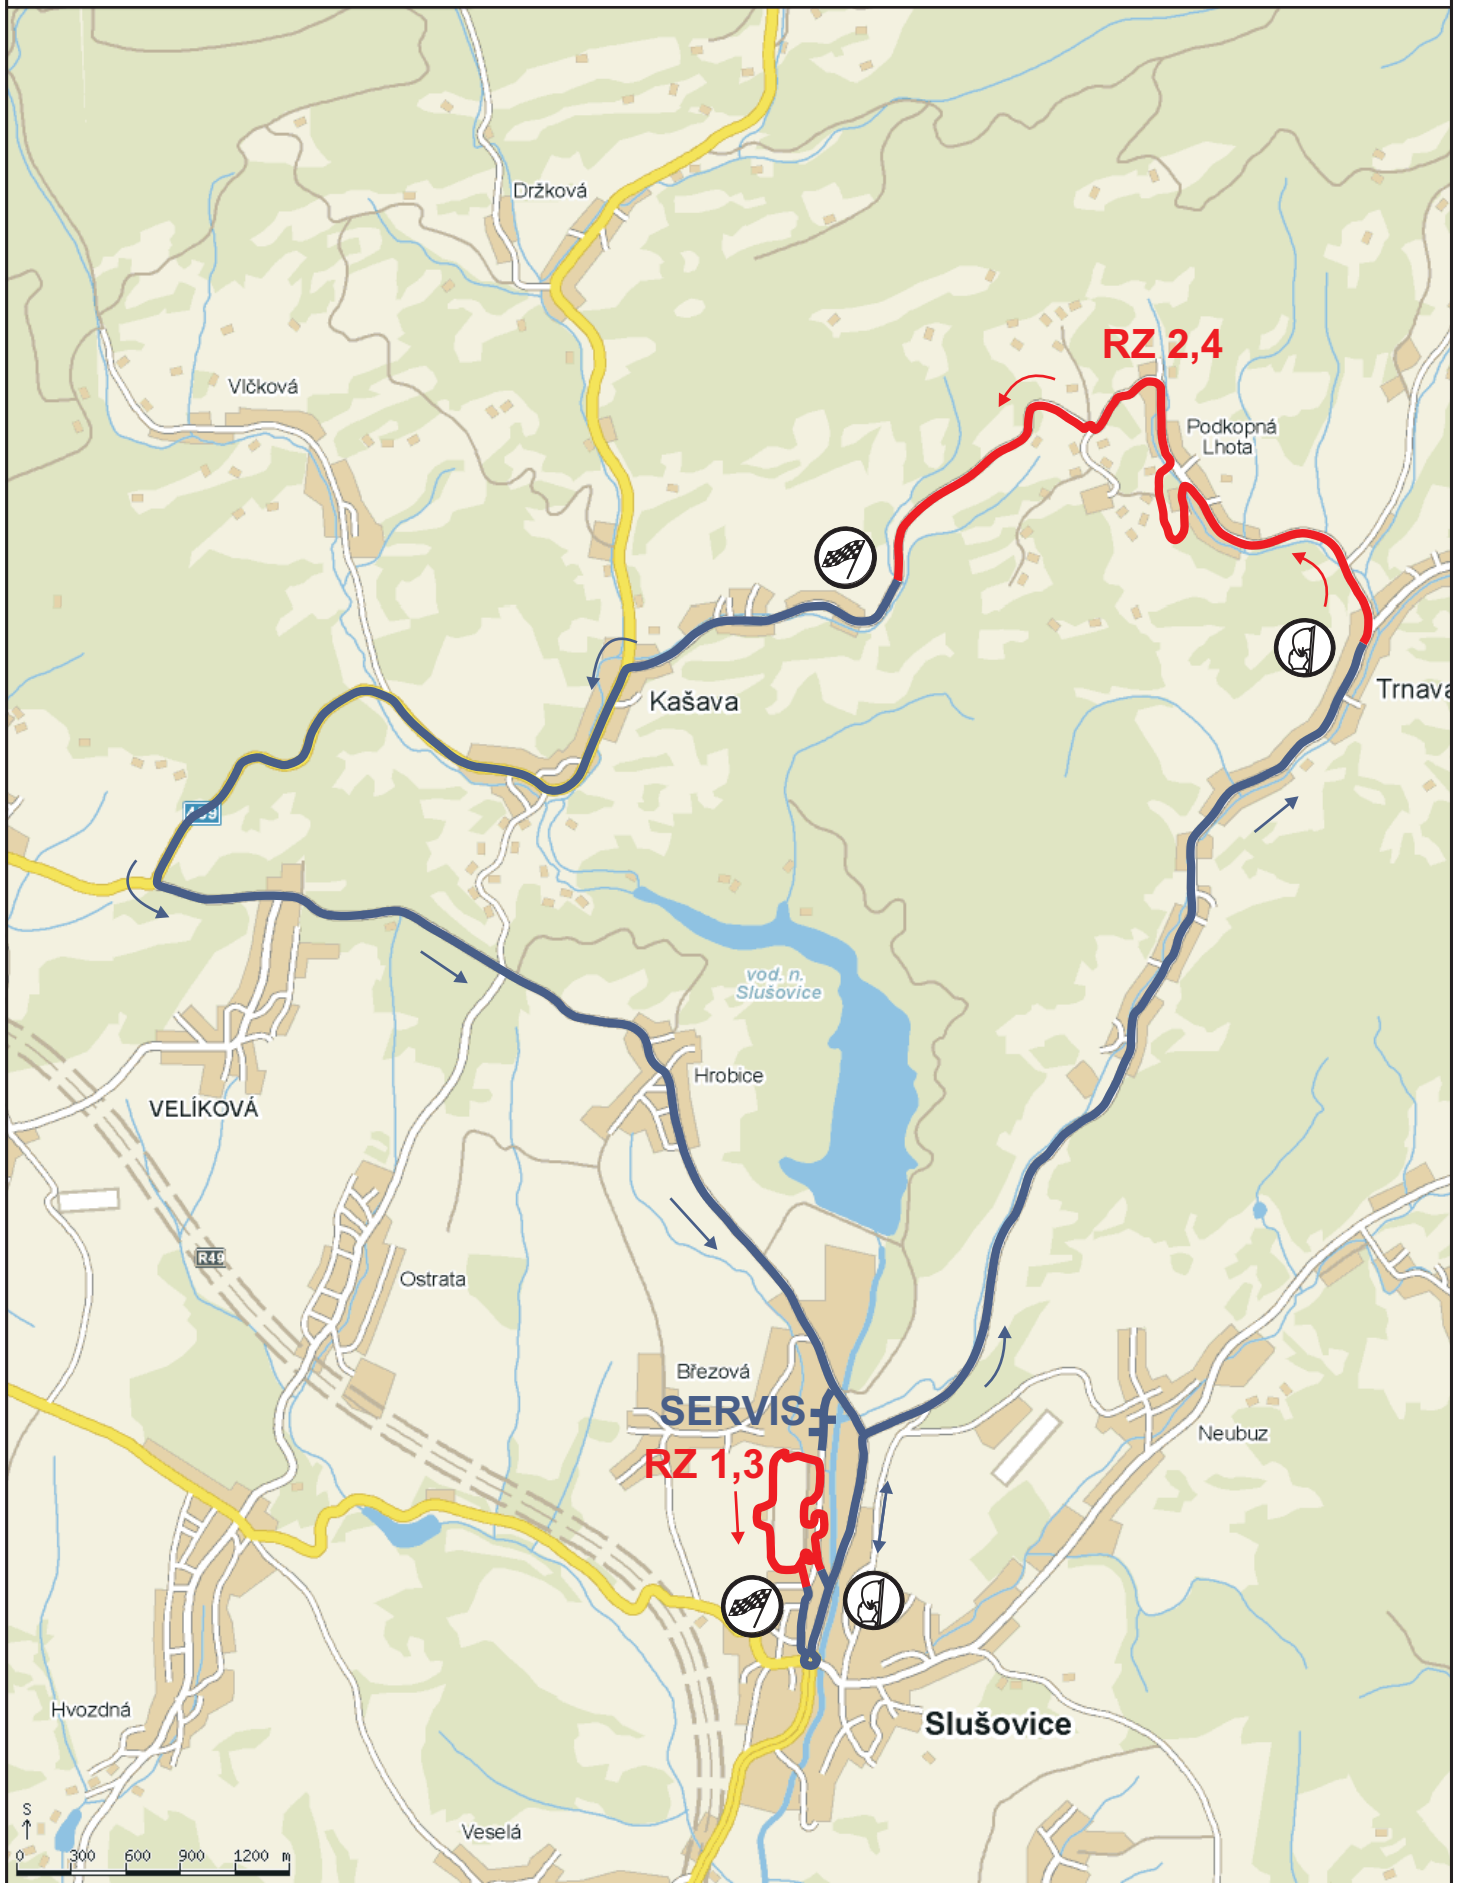 Držková
RZ 2,4
Vlčková
Podkopná
Lhota
Kašava
Trnava
vod. n.
Slušovice
Hrobice
VELÍKOVÁ
R49
Ostrata
Březová
SERVIS
RZ 1,3
Neubuz
Hvozdná
Slušovice
Veselá
S
0 300 600 900 1200 m